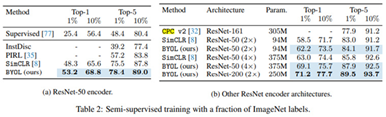 Method Top-1 Top-5
1% 10% 1% 10%
Supervised [77] 25.4 56.4 48.4 80.4
InstDisc - - 39.2 77.4
PIRL [35] - - 57.2 83.8
SimCLR [8] 48.3 65.6 75.5 87.8
BYOL (ours) 53.2 68.8 78.4 89.0
(a) ResNet-50 encoder.
Method Architecture Param. Top-1 Top-5
1% 10% 1% 10%
CPC v2 [32] ResNet-161 305M - - 77.9 91.2
SimCLR [8] ResNet-50 (2×) 94M 58.5 71.7 83.0 91.2
BYOL (ours) ResNet-50 (2×) 94M 62.2 73.5 84.1 91.7
SimCLR [8] ResNet-50 (4×) 375M 63.0 74.4 85.8 92.6
BYOL (ours) ResNet-50 (4×) 375M 69.1 75.7 87.9 92.5
BYOL (ours) ResNet-200 (2×) 250M 71.2 77.7 89.5 93.7
(b) Other ResNet encoder architectures.
Table 2: Semi-supervised training with a fraction of ImageNet labels.